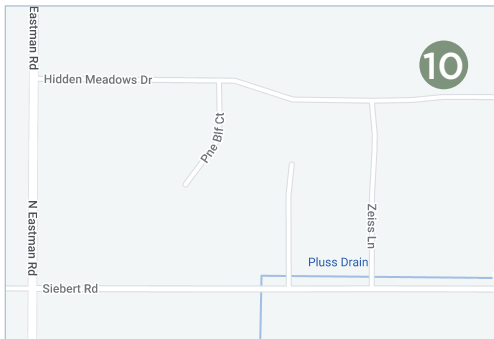 Eastman Rd
10
Hidden Meadows Dr
Pne Blf Ct
N Eastman Rd
Zeiss Ln
Pluss Drain
Siebert Rd